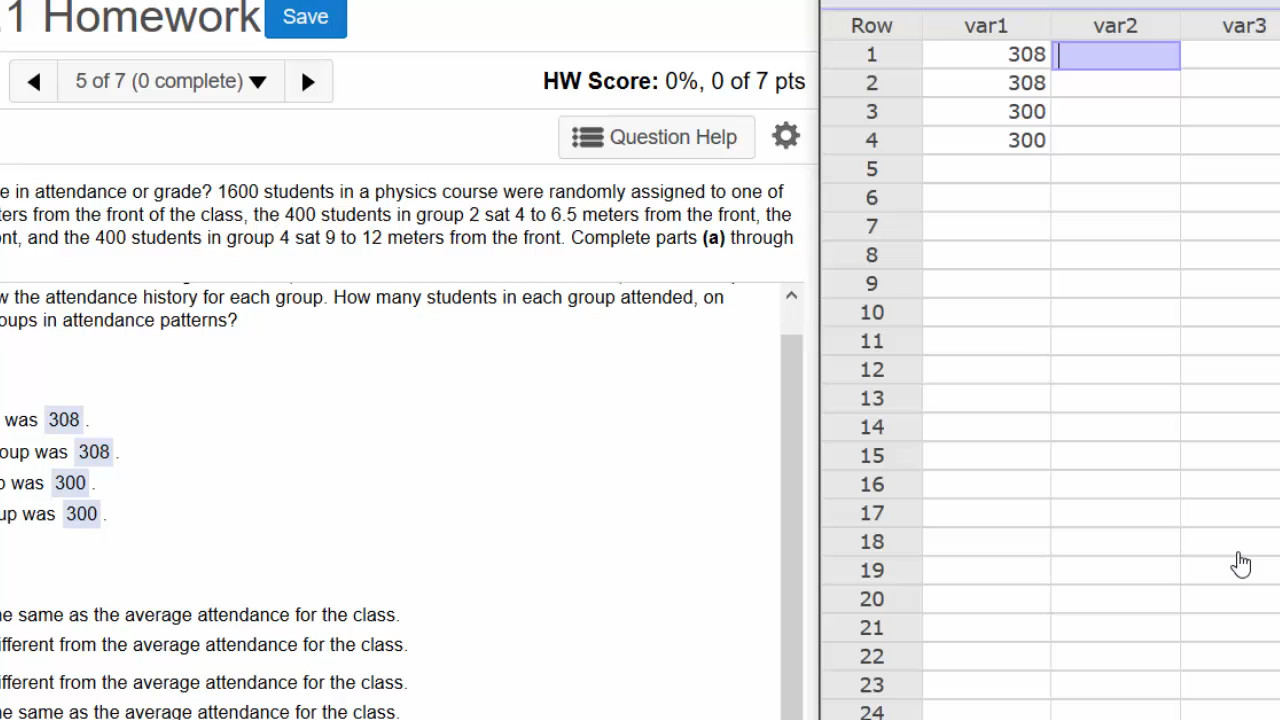 .1 Homework Save
5 of 7 (0 complete)
HW Score: 0%, 0 of 7 pts
Question Help
e in attendance or grade? 1600 students in a physics course were randomly assigned to one of
ters from the front of the class, the 400 students in group 2 sat 4 to 6.5 meters from the front, the
ont, and the 400 students in group 4 sat 9 to 12 meters from the front. Complete parts (a) through
w the attendance history for each group. How many students in each group attended, on
oups in attendance patterns?
was 308 .
oup was 308 .
p was 300 .
up was 300 .
ne same as the average attendance for the class.
ifferent from the average attendance for the class.
ifferent from the average attendance for the class.
ne same as the average attendance for the class.
Row var1 var2 var3
1 308
2 308
3 300
4 300
5
6
7
8
9
10
11
12
13
14
15
16
17
18
19
20
21
22
23
24